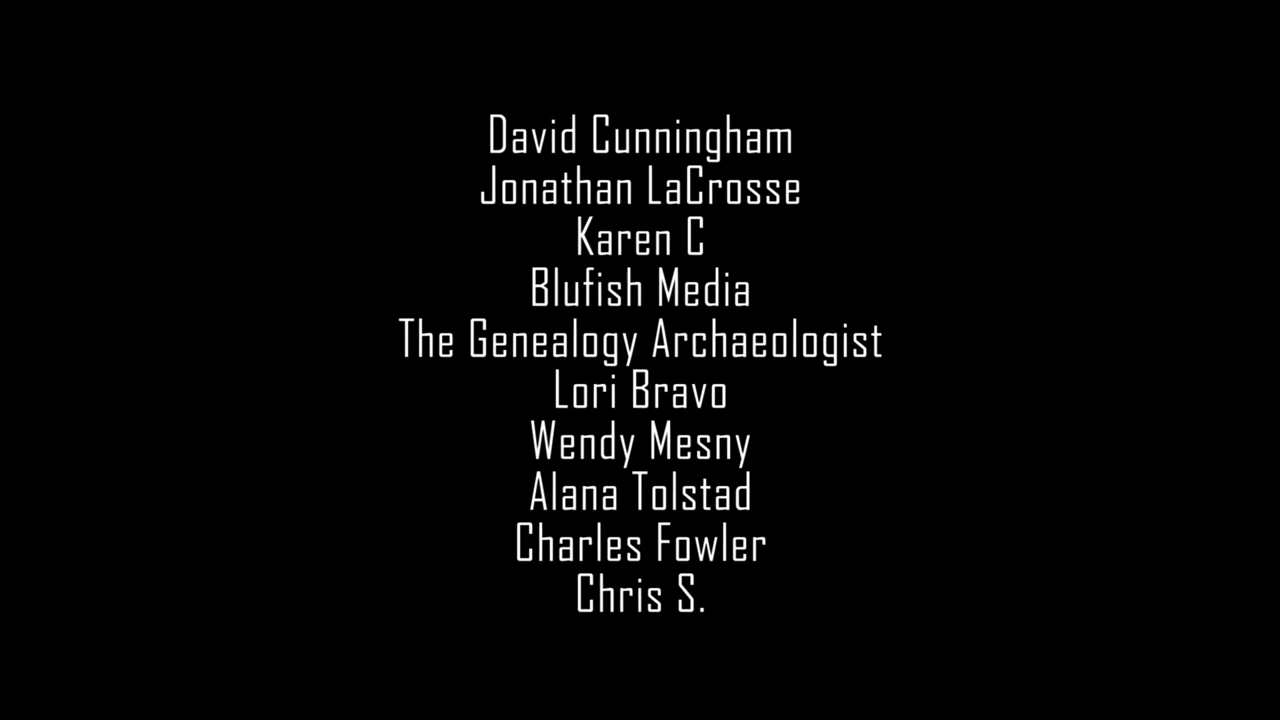 David Cunningham
Jonathan LaCrosse
Karen C
Blufish Media
The Genealogy Archaeologist
Lori Bravo
Wendy Mesny
Alana Tolstad
Charles Fowler
Chris S.